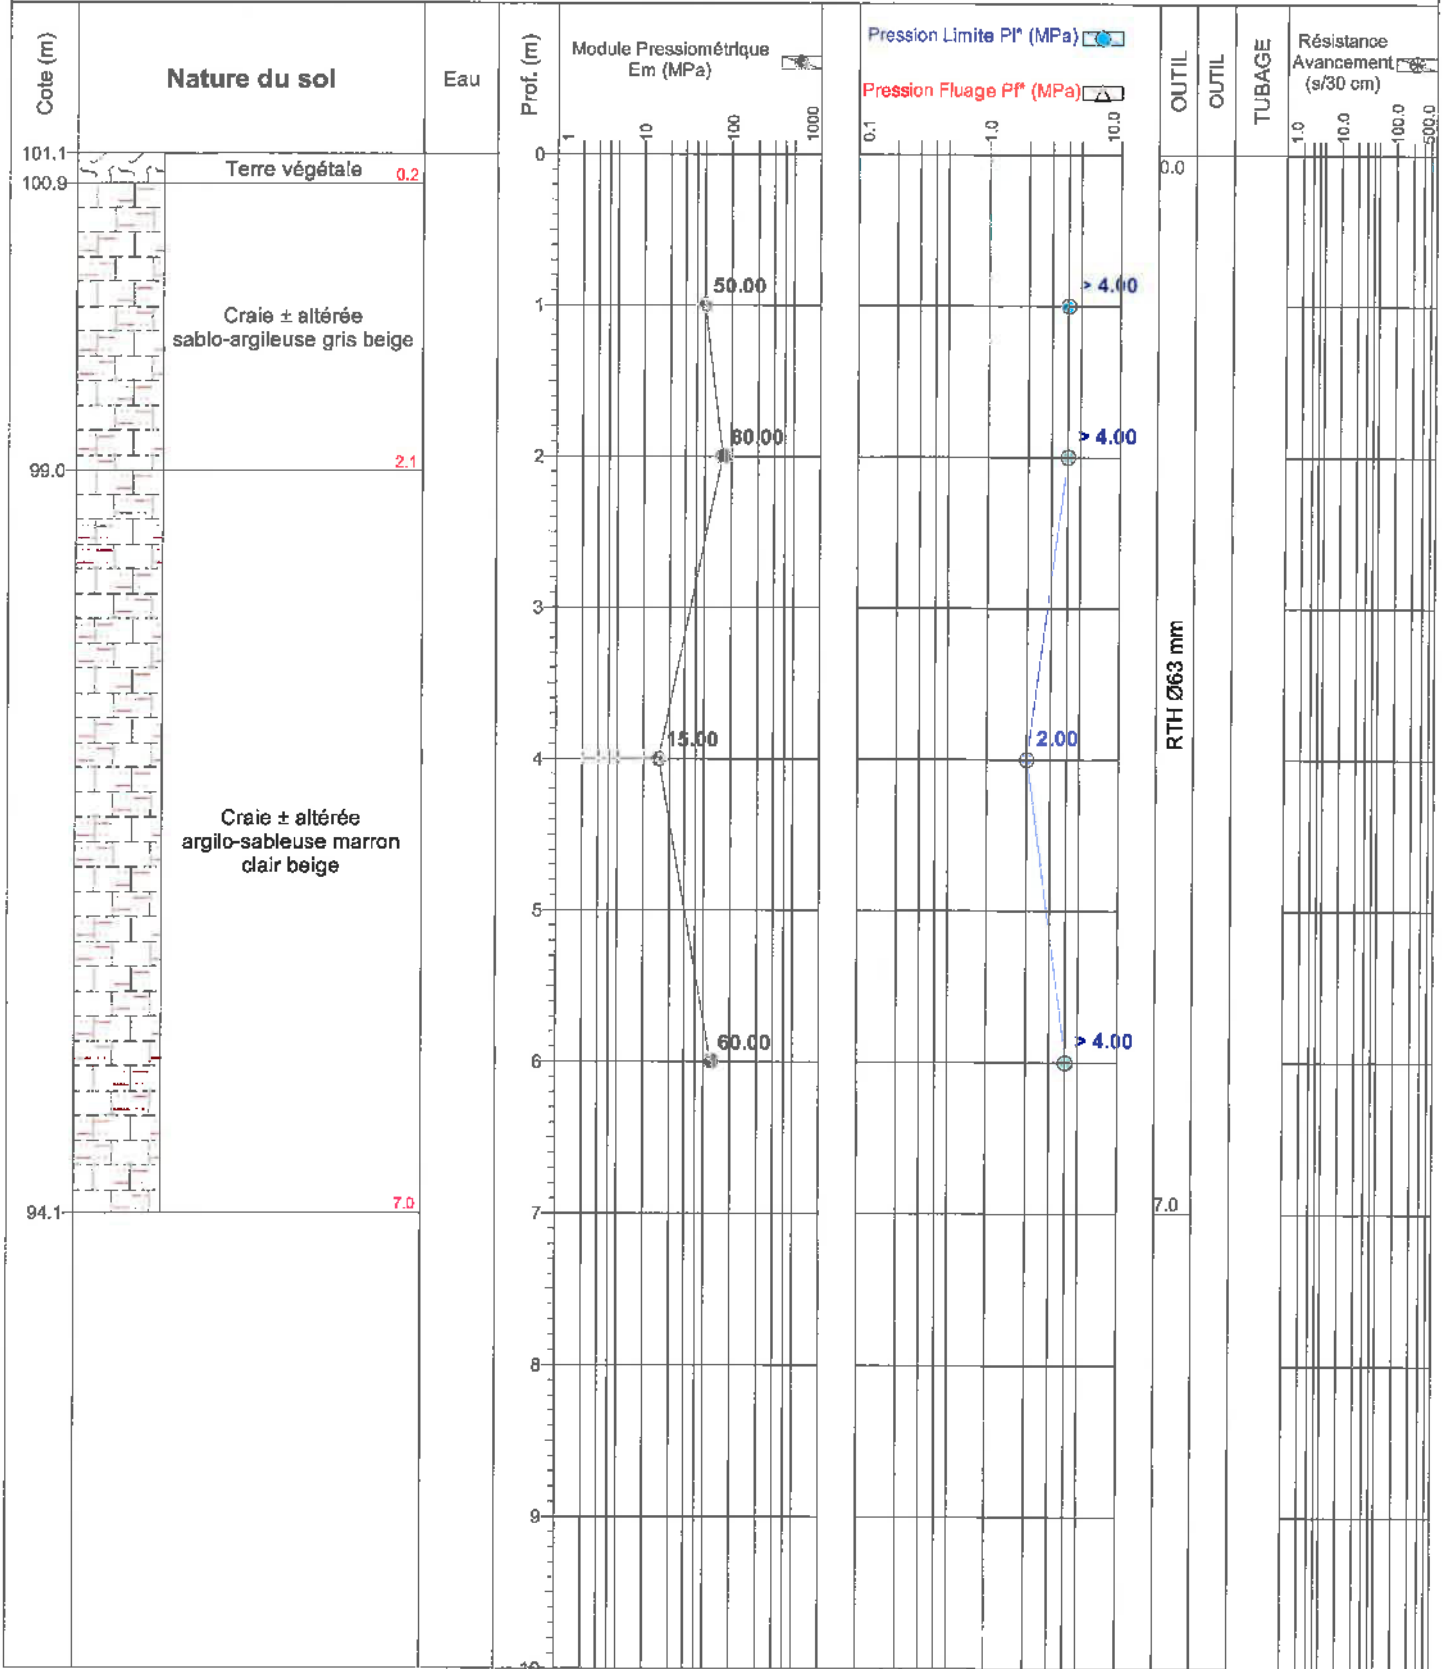 Cote (m)
Nature du sol
Eau
Prof. (m)
Module Pressiométrique
Em (MPa)
1
10
100
1000
Pression Limite Pl* (MPa)
Pression Fluage Pf* (MPa)
0.1
1.0
10.0
OUTIL
OUTIL
TUBAGE
Résistance
Avancement
(s/30 cm)
1.0
10.0
100.0
500.0
101.1
100.9
99.0
94.1
Terre végétale
0.2
Craie ± altérée
sablo-argileuse gris beige
2.1
Craie ± altérée
argilo-sableuse marron
clair beige
7.0
0
1
2
3
4
5
6
7
8
9
10
50.00
80.00
15.00
60.00
> 4.00
> 4.00
2.00
> 4.00
0.0
RTH Ø63 mm
7.0